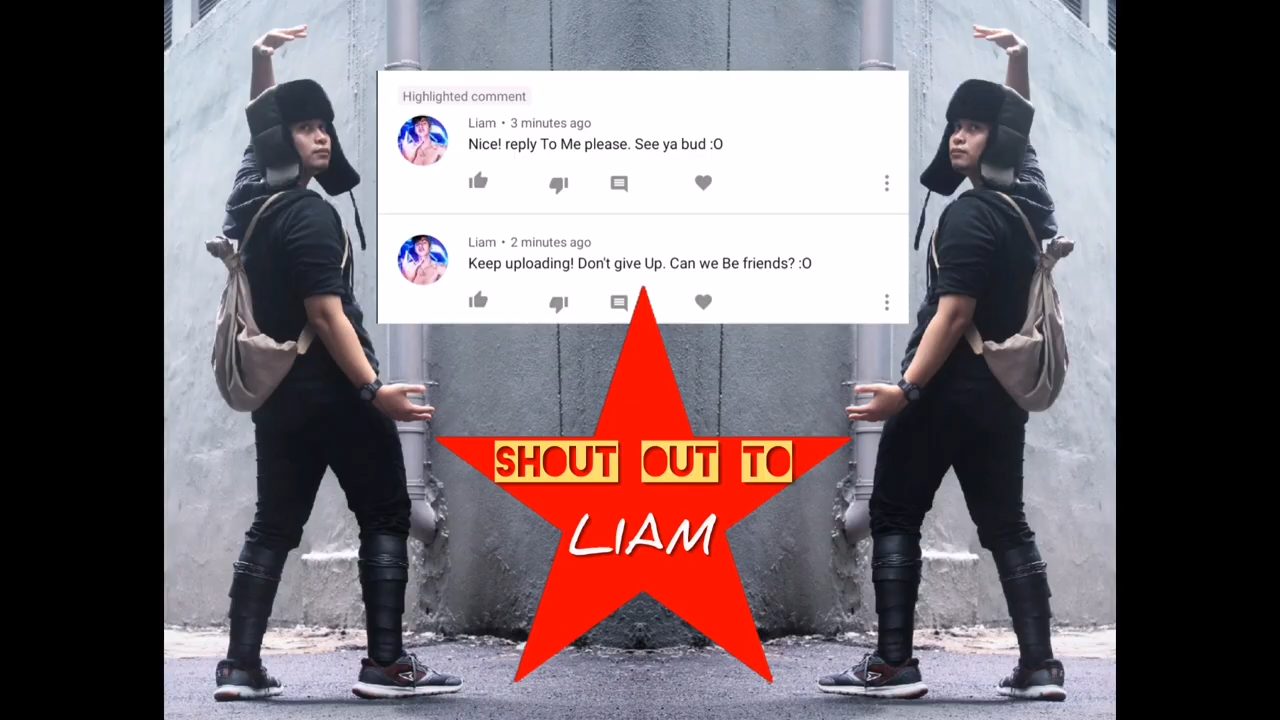 Highlighted comment
Liam • 3 minutes ago
Nice! reply To Me please. See ya bud :O
Liam • 2 minutes ago
Keep uploading! Don't give Up. Can we Be friends? :O
SHOUT OUT TO
LIAM